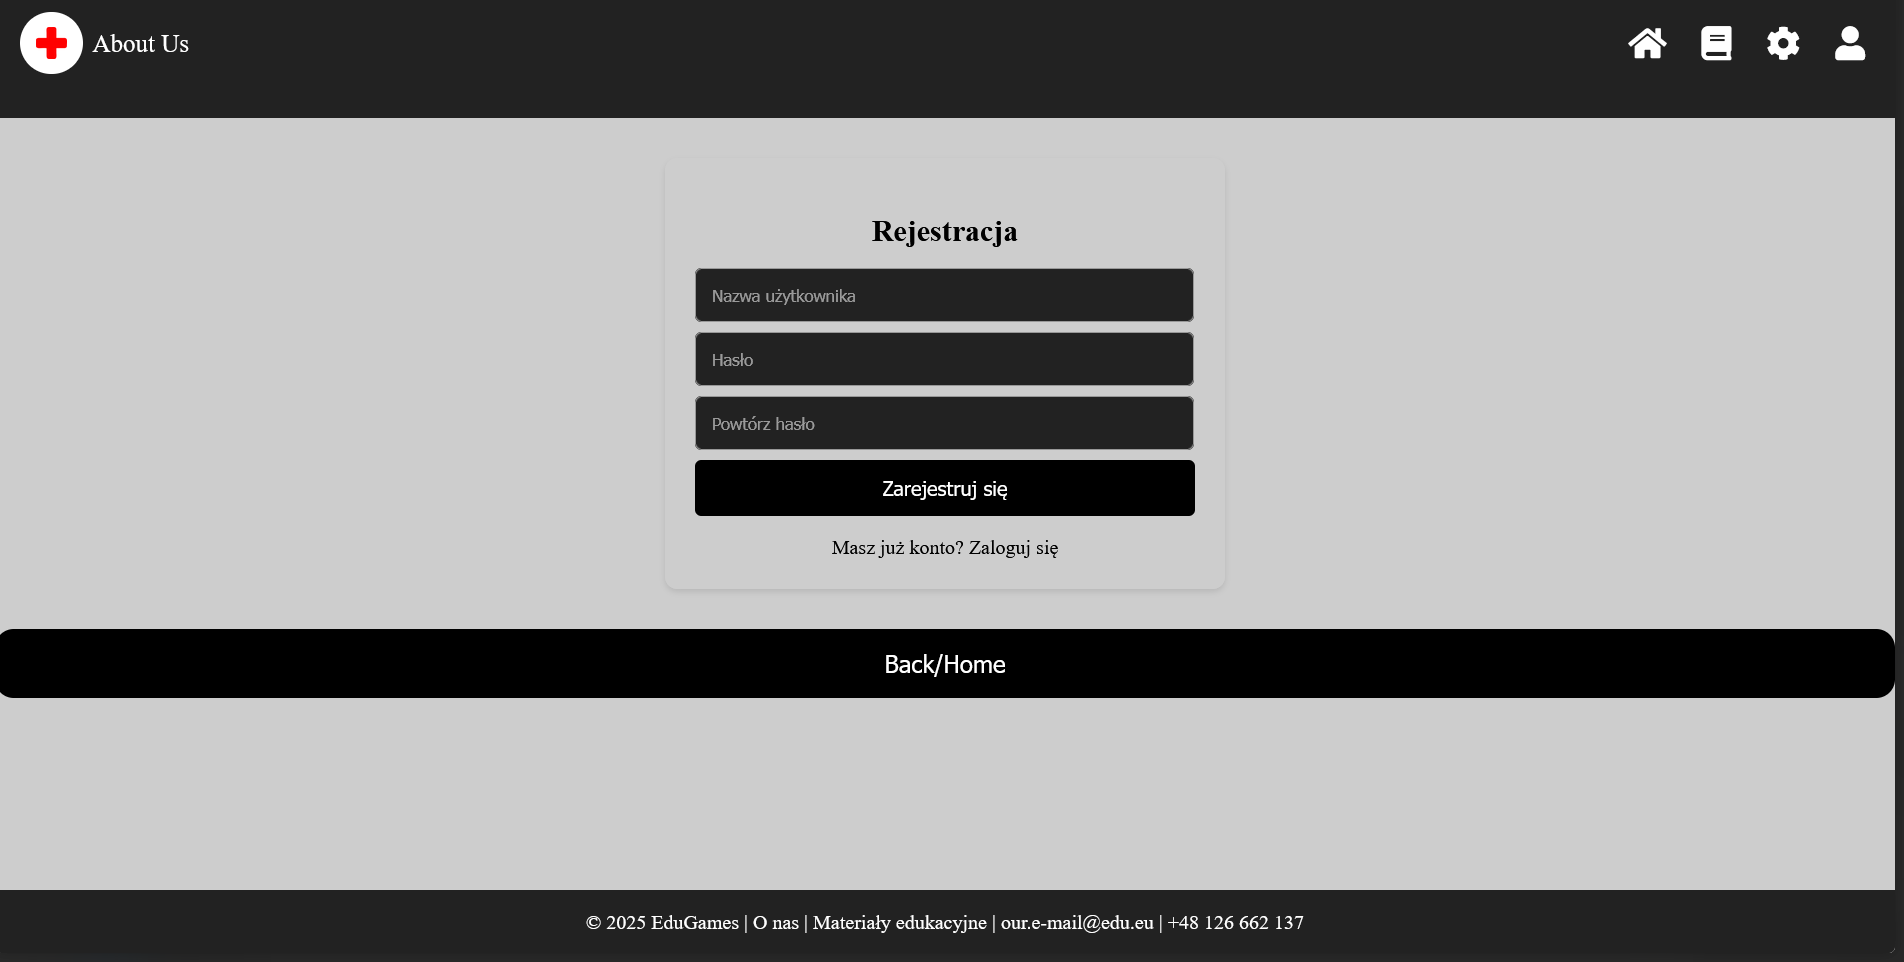 About Us
Rejestracja
Nazwa użytkownika
Hasło
Powtórz hasło
Zarejestruj się
Masz już konto? Zaloguj się
Back/Home
© 2025 EduGames | O nas | Materiały edukacyjne | our.e-mail@edu.eu | +48 126 662 137